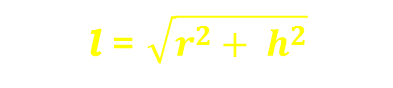 l = √(r² + h²)